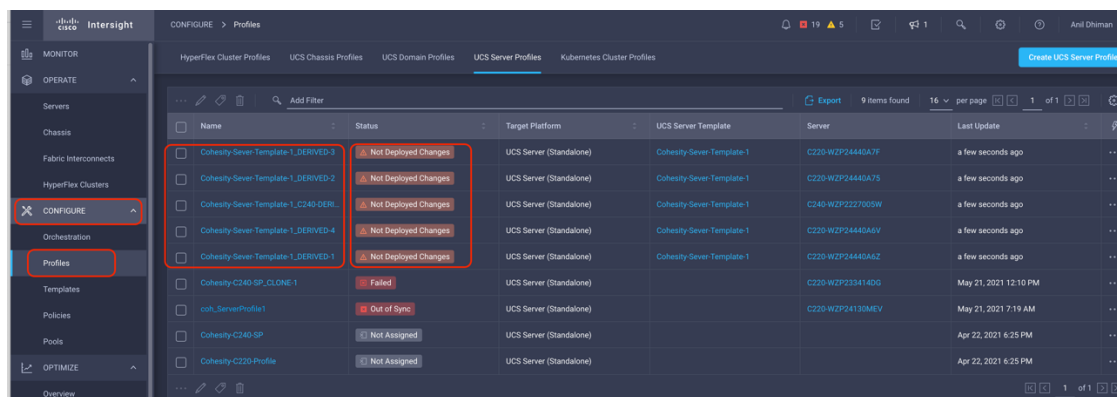 cisco Intersight CONFIGURE > Profiles 19 5 1 Anil Dhiman
MONITOR
OPERATE
Servers
Chassis
Fabric Interconnects
HyperFlex Clusters
CONFIGURE
Orchestration
Profiles
Templates
Policies
Pools
OPTIMIZE
Overview
HyperFlex Cluster Profiles UCS Chassis Profiles UCS Domain Profiles UCS Server Profiles Kubernetes Cluster Profiles Create UCS Server Profile
... Add Filter Export 9 items found 16 per page 1 of 1
Name Status Target Platform UCS Server Template Server Last Update
Cohesity-Sever-Template-1_DERIVED-3 Not Deployed Changes UCS Server (Standalone) Cohesity-Sever-Template-1 C220-WZP24440A7F a few seconds ago
Cohesity-Sever-Template-1_DERIVED-2 Not Deployed Changes UCS Server (Standalone) Cohesity-Sever-Template-1 C220-WZP24440A75 a few seconds ago
Cohesity-Sever-Template-1_C240-DERI... Not Deployed Changes UCS Server (Standalone) Cohesity-Sever-Template-1 C240-WZP2227005W a few seconds ago
Cohesity-Sever-Template-1_DERIVED-4 Not Deployed Changes UCS Server (Standalone) Cohesity-Sever-Template-1 C220-WZP24440A6V a few seconds ago
Cohesity-Sever-Template-1_DERIVED-1 Not Deployed Changes UCS Server (Standalone) Cohesity-Sever-Template-1 C220-WZP24440A6Z a few seconds ago
Cohesity-C240-SP_CLONE-1 Failed UCS Server (Standalone) C220-WZP233414DG May 21, 2021 12:10 PM
coh_ServerProfile1 Out of Sync UCS Server (Standalone) C220-WZP24130MEV May 21, 2021 7:19 AM
Cohesity-C240-SP Not Assigned UCS Server (Standalone) Apr 22, 2021 6:25 PM
Cohesity-C220-Profile Not Assigned UCS Server (Standalone) Apr 22, 2021 6:25 PM
... 1 of 1